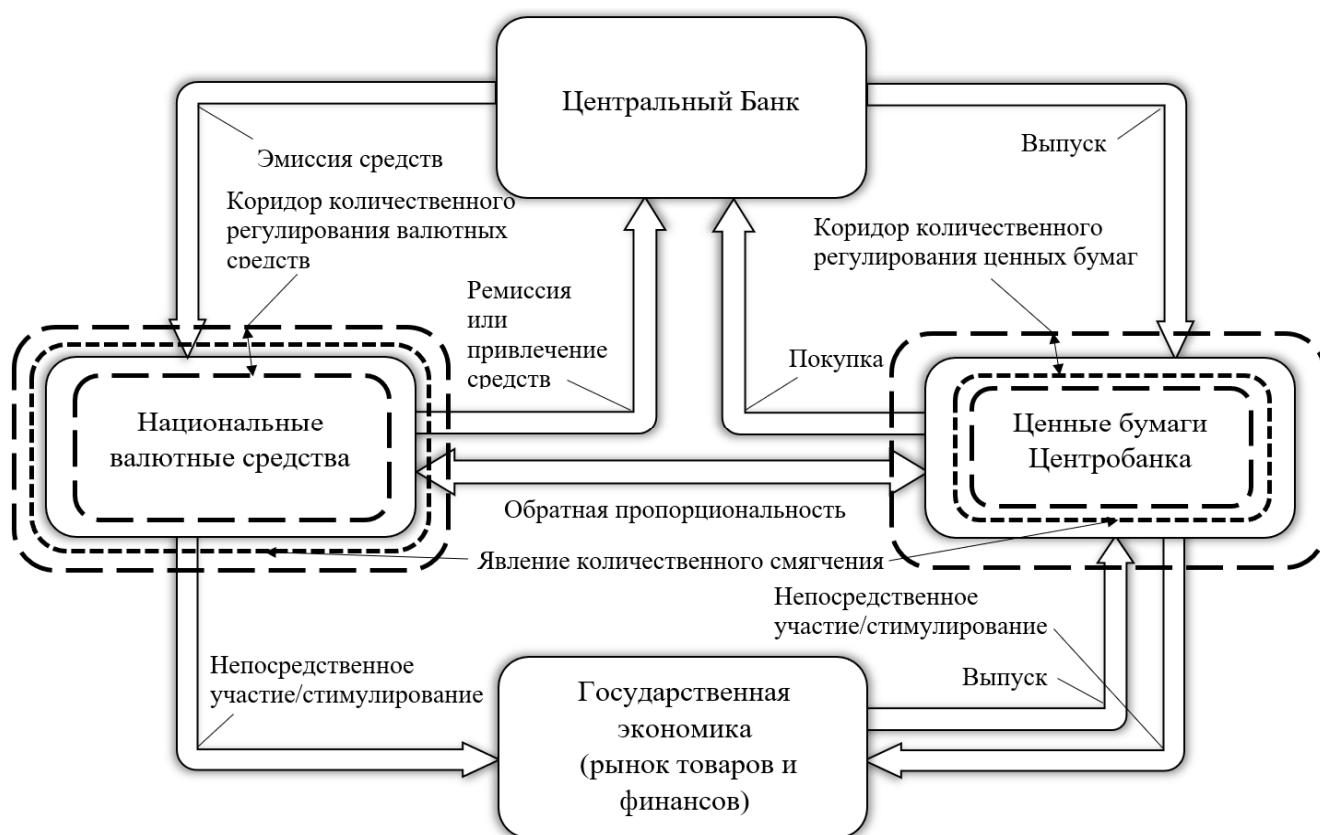 Центральный Банк
Эмиссия средств
Выпуск
Коридор количественного
регулирования валютных
средств
Коридор количественного
регулирования ценных бумаг
Ремиссия
или
привлечение
средств
Покупка
Национальные
валютные средства
Ценные бумаги
Центробанка
Обратная пропорциональность
Явление количественного смягчения
Непосредственное
участие/стимулирование
Непосредственное
участие/стимулирование
Выпуск
Государственная
экономика
(рынок товаров и
финансов)